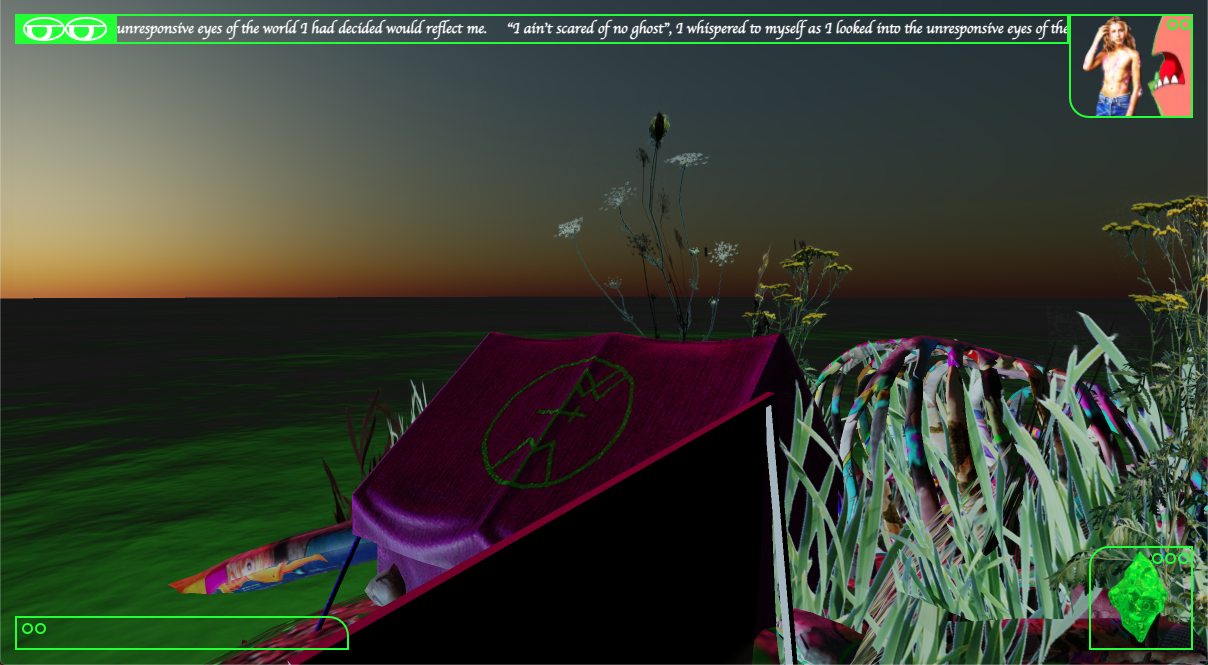 unresponsive eyes of the world I had decided would reflect me. “I ain't scared of no ghost”, I whispered to myself as I looked into the unresponsive eyes of the